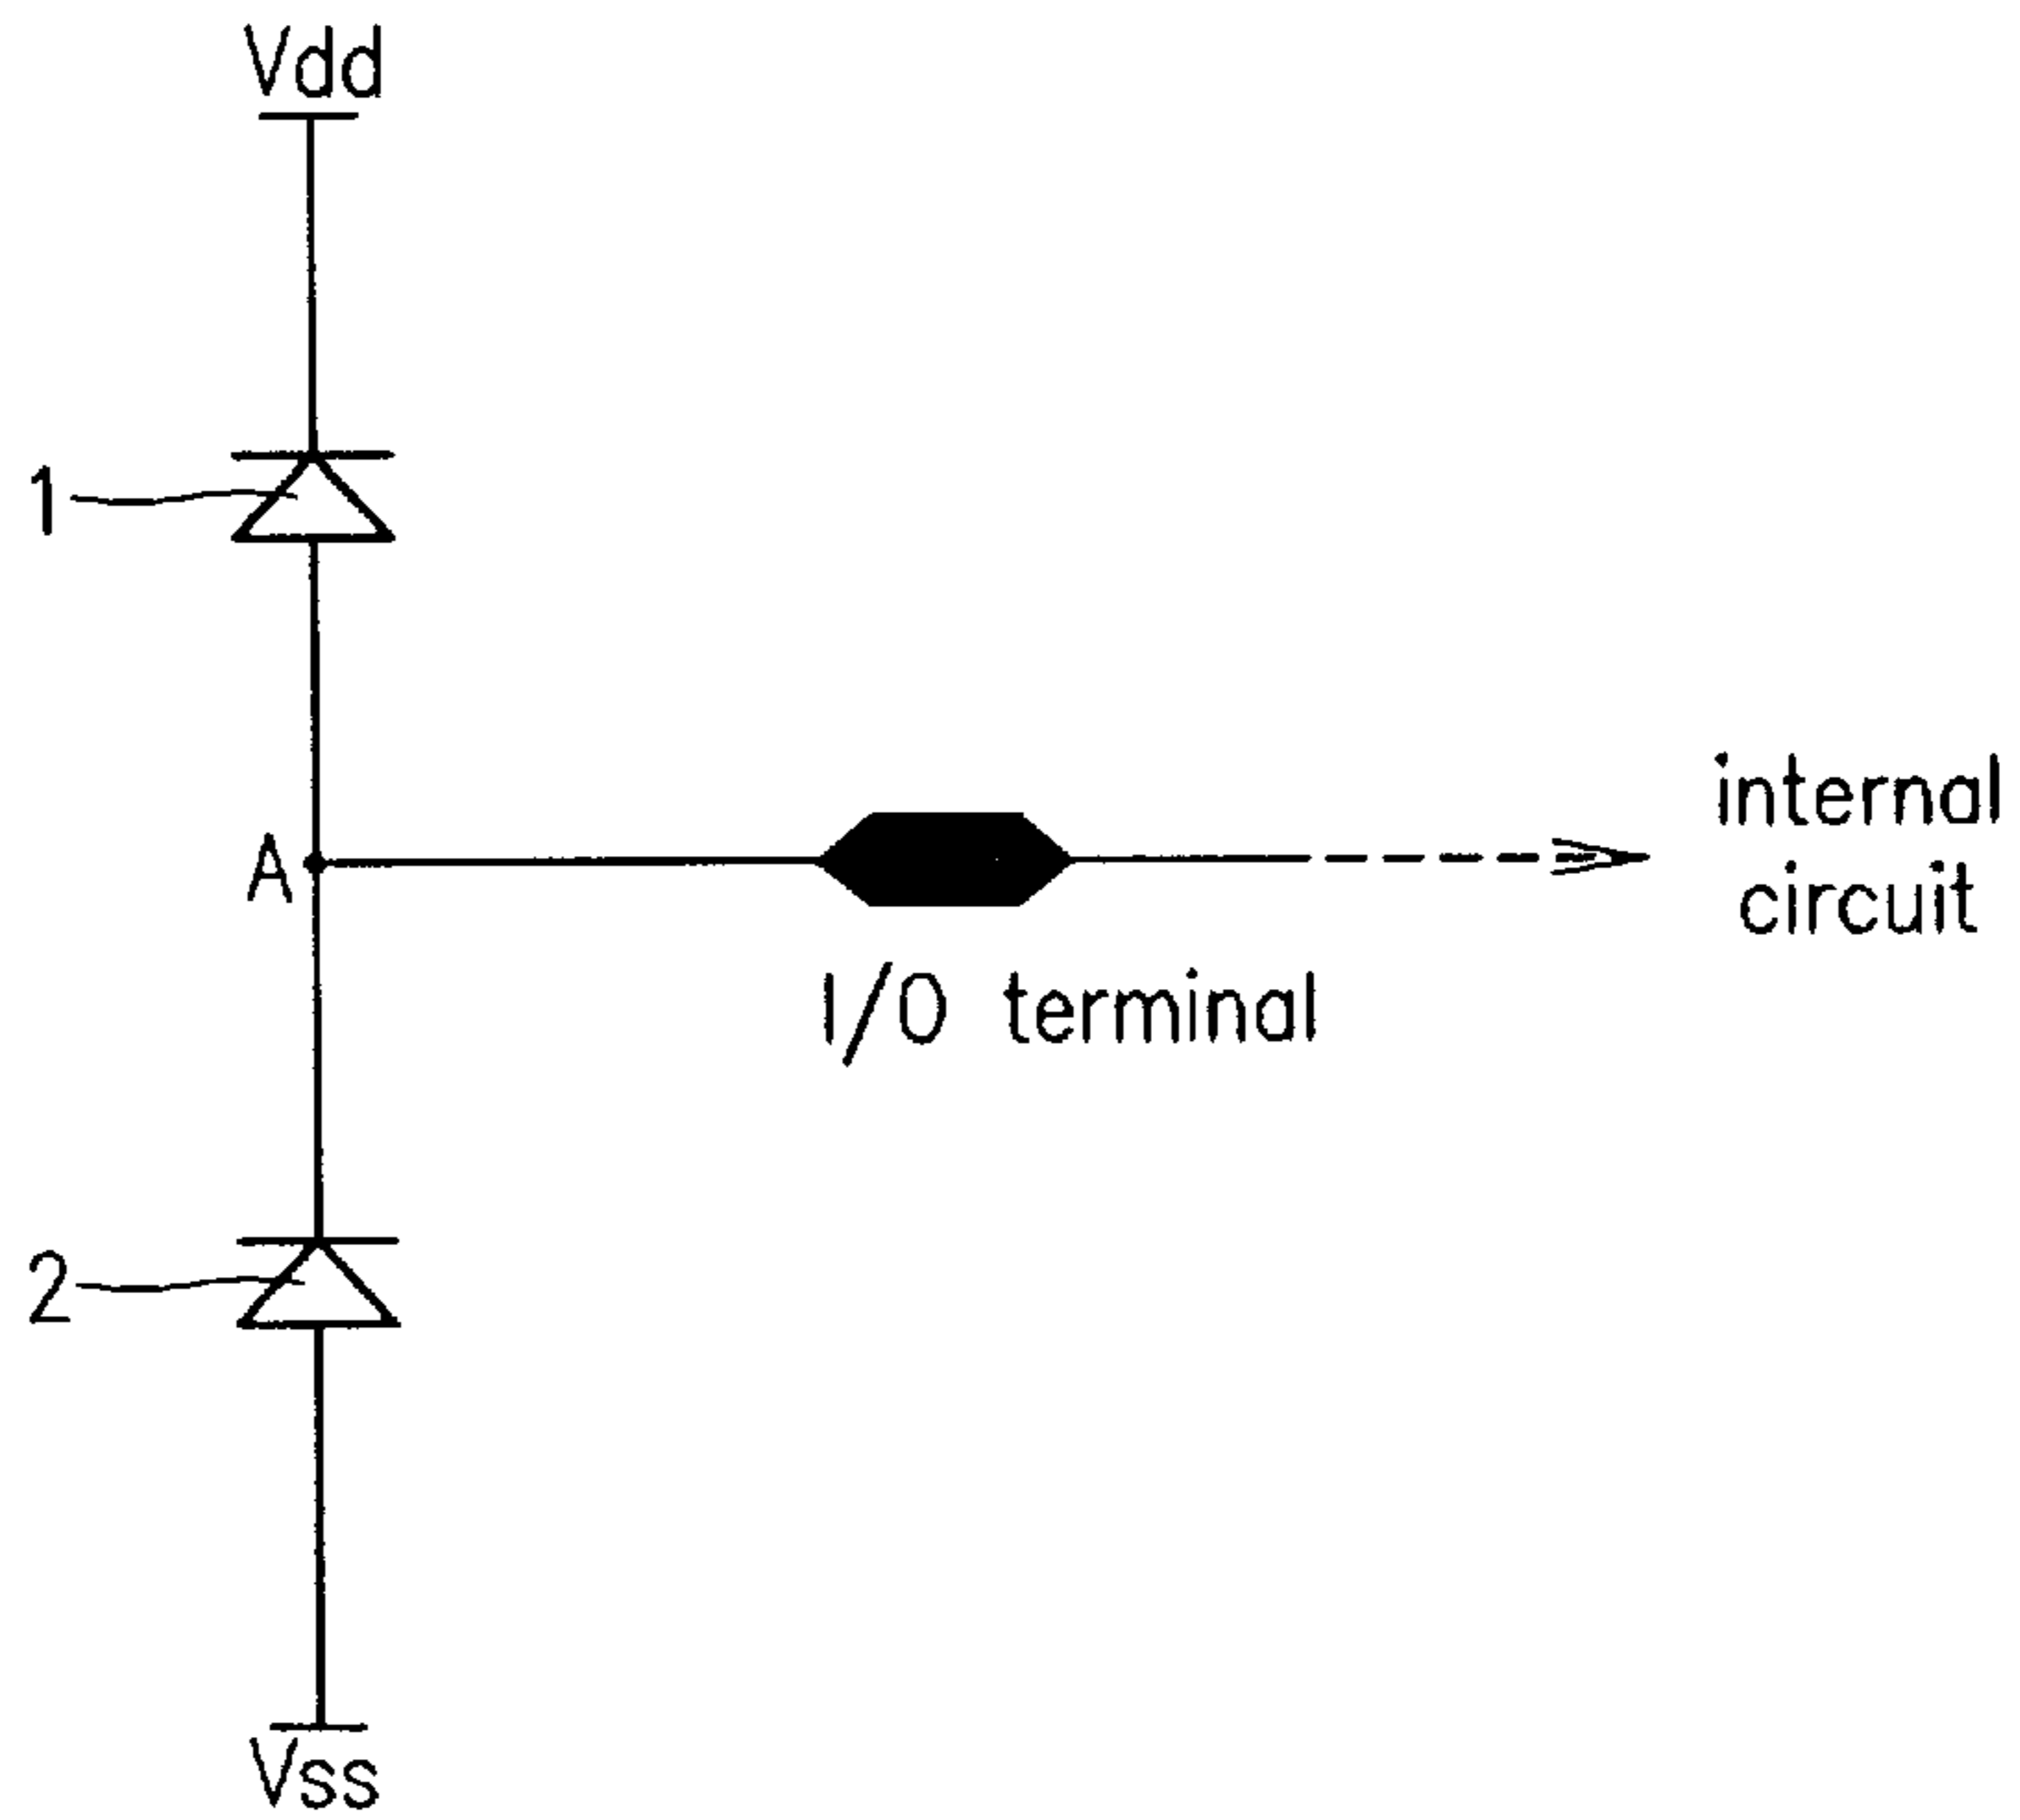 Vdd
1
A
internal
circuit
I/O terminal
2
Vss